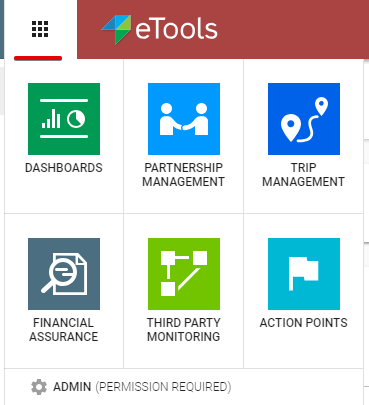 eTools
DASHBOARDS
PARTNERSHIP
MANAGEMENT
TRIP
MANAGEMENT
FINANCIAL
ASSURANCE
THIRD PARTY
MONITORING
ACTION POINTS
ADMIN (PERMISSION REQUIRED)